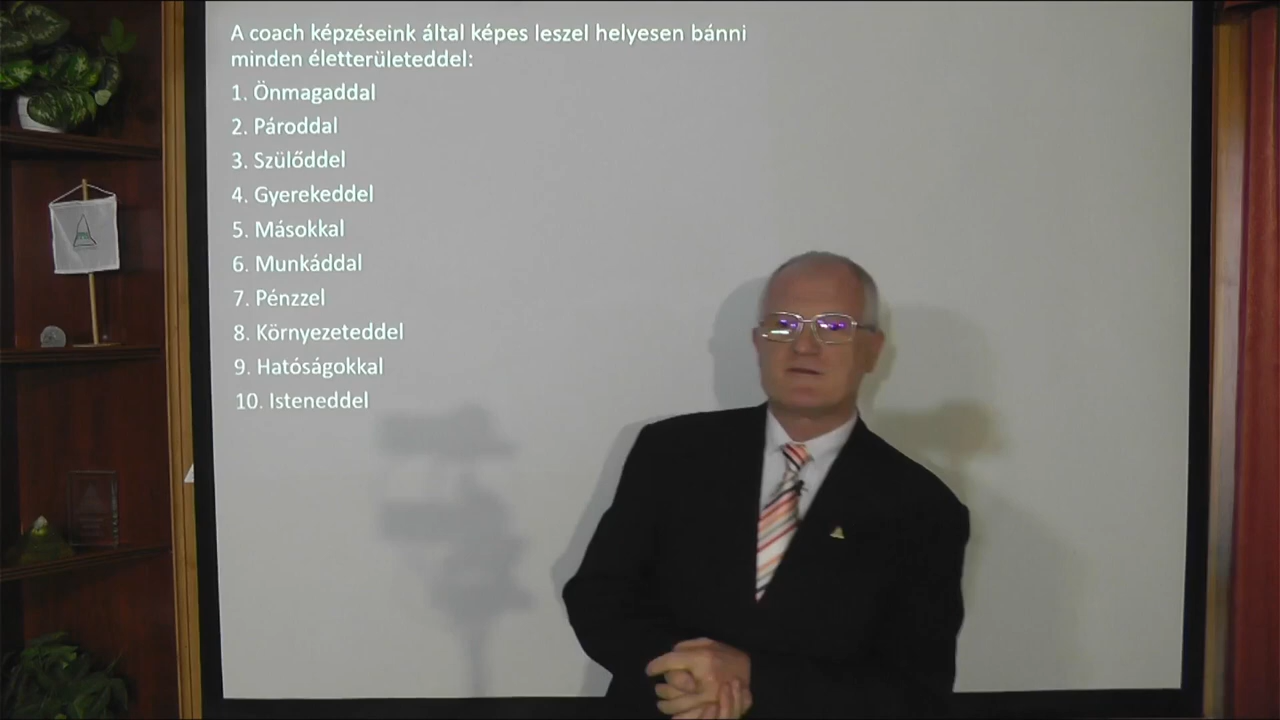 A coach képzéseink által képes leszel helyesen bánni
minden életterületeddel:
1. Önmagaddal
2. Pároddal
3. Szülőddel
4. Gyerekeddel
5. Másokkal
6. Munkáddal
7. Pénzzel
8. Környezeteddel
9. Hatóságokkal
10. Isteneddel